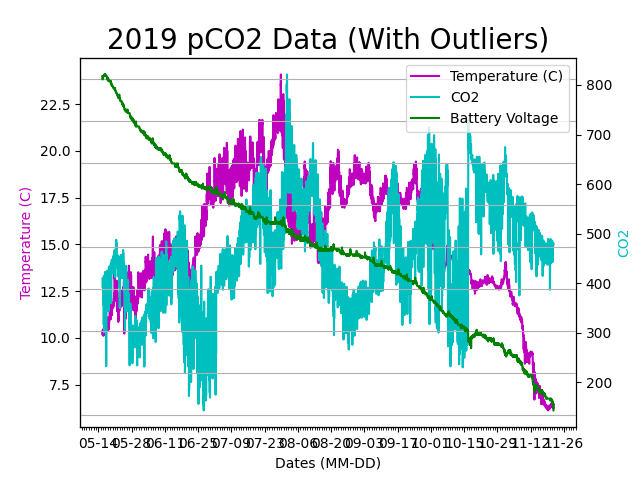 2019 pCO2 Data (With Outliers)
Temperature (C)
CO2
Battery Voltage
22.5
20.0
17.5
15.0
12.5
10.0
7.5
Temperature (C)
800
700
600
500
400
300
200
CO2
05-14 05-28 06-11 06-25 07-09 07-23 08-06 08-20 09-03 09-17 10-01 10-15 10-29 11-12 11-26
Dates (MM-DD)